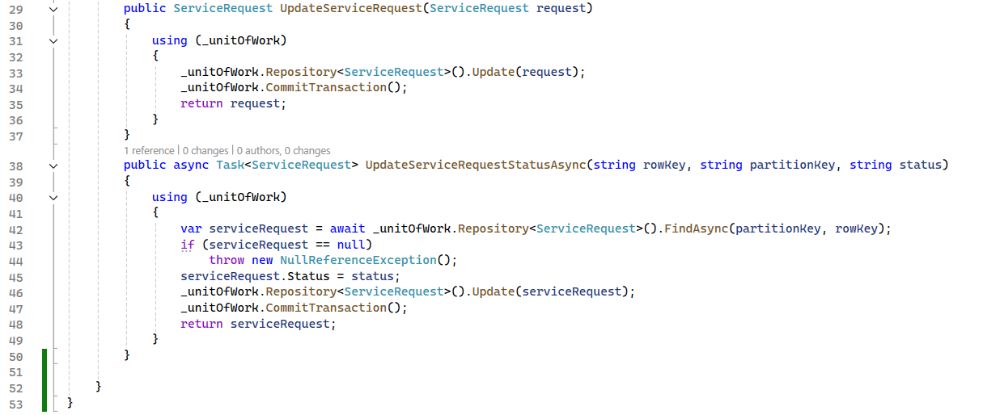 29 public ServiceRequest UpdateServiceRequest(ServiceRequest request)
30 {
31 using (_unitOfWork)
32 {
33 _unitOfWork.Repository<ServiceRequest>().Update(request);
34 _unitOfWork.CommitTransaction();
35 return request;
36 }
37 }
1 reference | 0 changes | 0 authors, 0 changes
38 public async Task<ServiceRequest> UpdateServiceRequestStatusAsync(string rowKey, string partitionKey, string status)
39 {
40 using (_unitOfWork)
41 {
42 var serviceRequest = await _unitOfWork.Repository<ServiceRequest>().FindAsync(partitionKey, rowKey);
43 if (serviceRequest == null)
44 throw new NullReferenceException();
45 serviceRequest.Status = status;
46 _unitOfWork.Repository<ServiceRequest>().Update(serviceRequest);
47 _unitOfWork.CommitTransaction();
48 return serviceRequest;
49 }
50 }
51
52 }
53 }